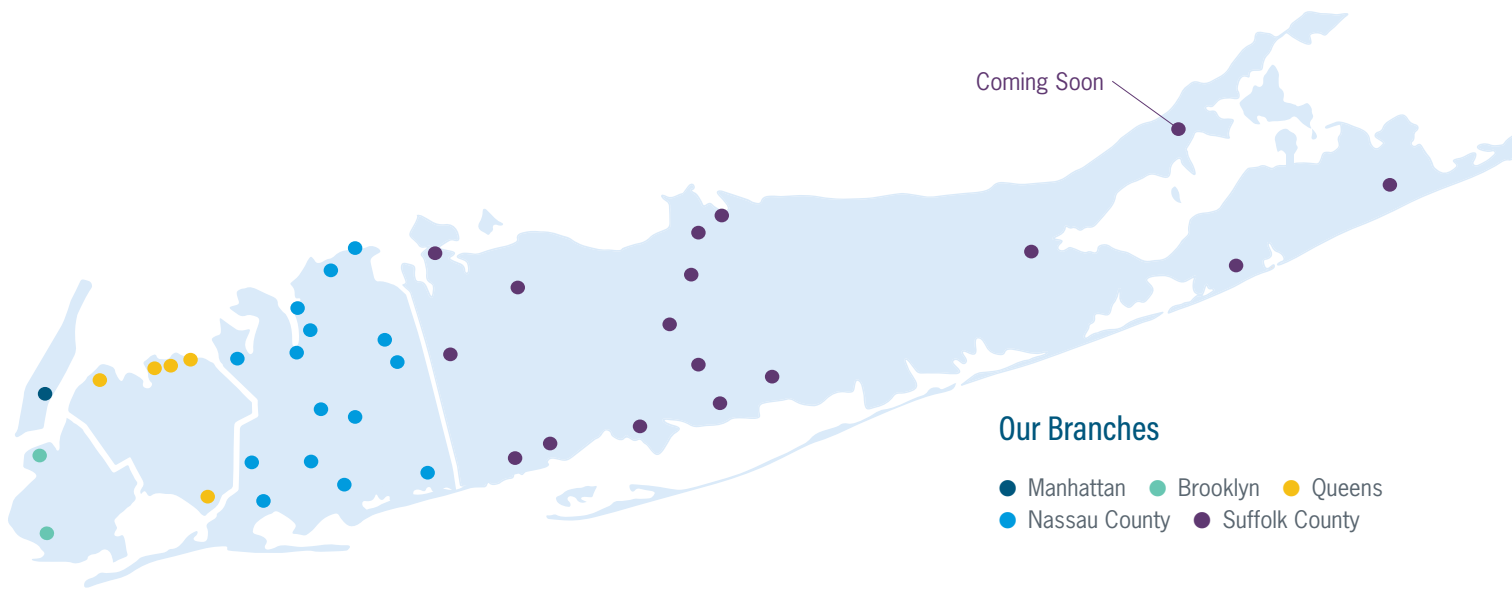 Coming Soon
Our Branches
Manhattan Brooklyn Queens
Nassau County Suffolk County